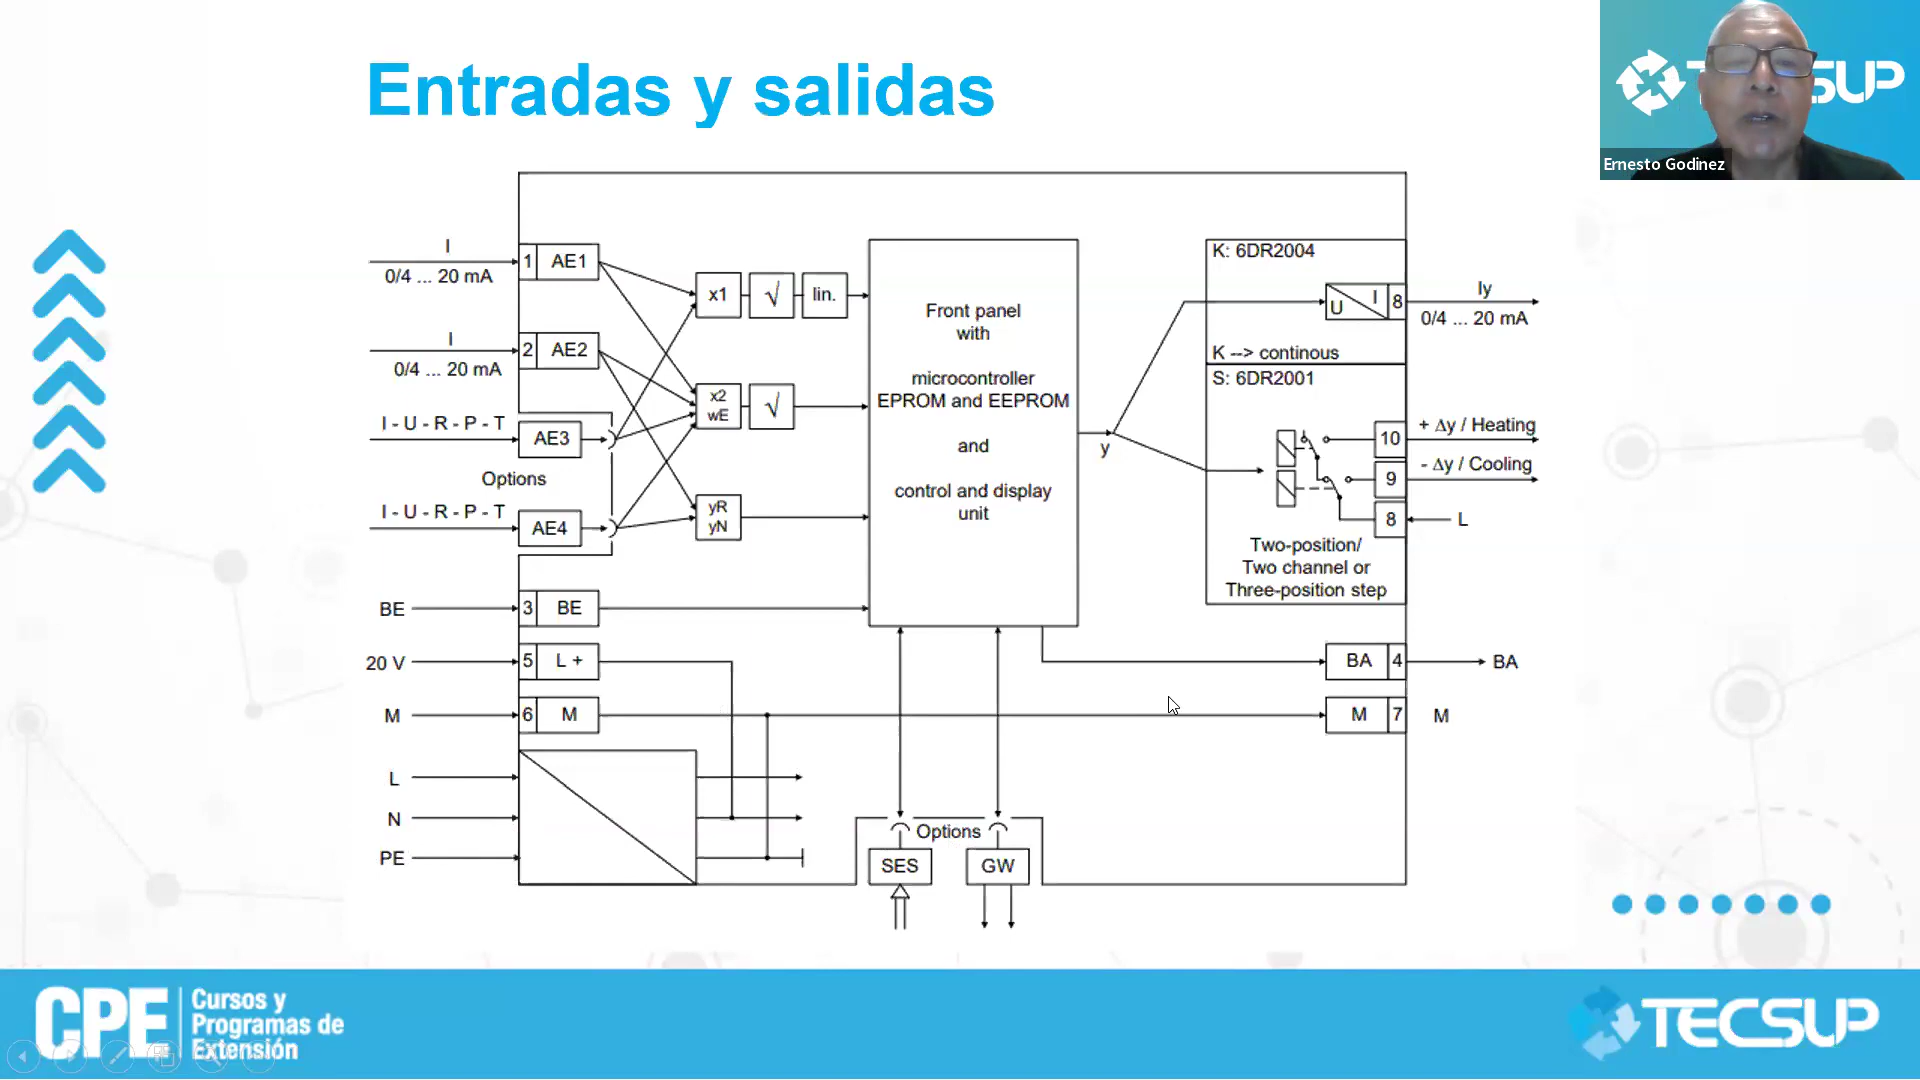 Entradas y salidas
TECSUP
Ernesto Godinez
I
0/4 ... 20 mA
1 AE1
I
0/4 ... 20 mA
2 AE2
I - U - R - P - T
AE3
Options
I - U - R - P - T
AE4
BE
3 BE
20 V
5 L +
M
6 M
L
N
PE
x1
√
lin.
x2
wE
√
yR
yN
Front panel
with
microcontroller
EPROM and EEPROM
and
control and display
unit
y
K: 6DR2004
U I 8
Iy
0/4 ... 20 mA
K --> continous
S: 6DR2001
10
+ Δy / Heating
9
- Δy / Cooling
8
L
Two-position/
Two channel or
Three-position step
BA 4
BA
M 7
M
Options
SES
GW
CPE
Cursos y
Programas de
Extensión
TECSUP